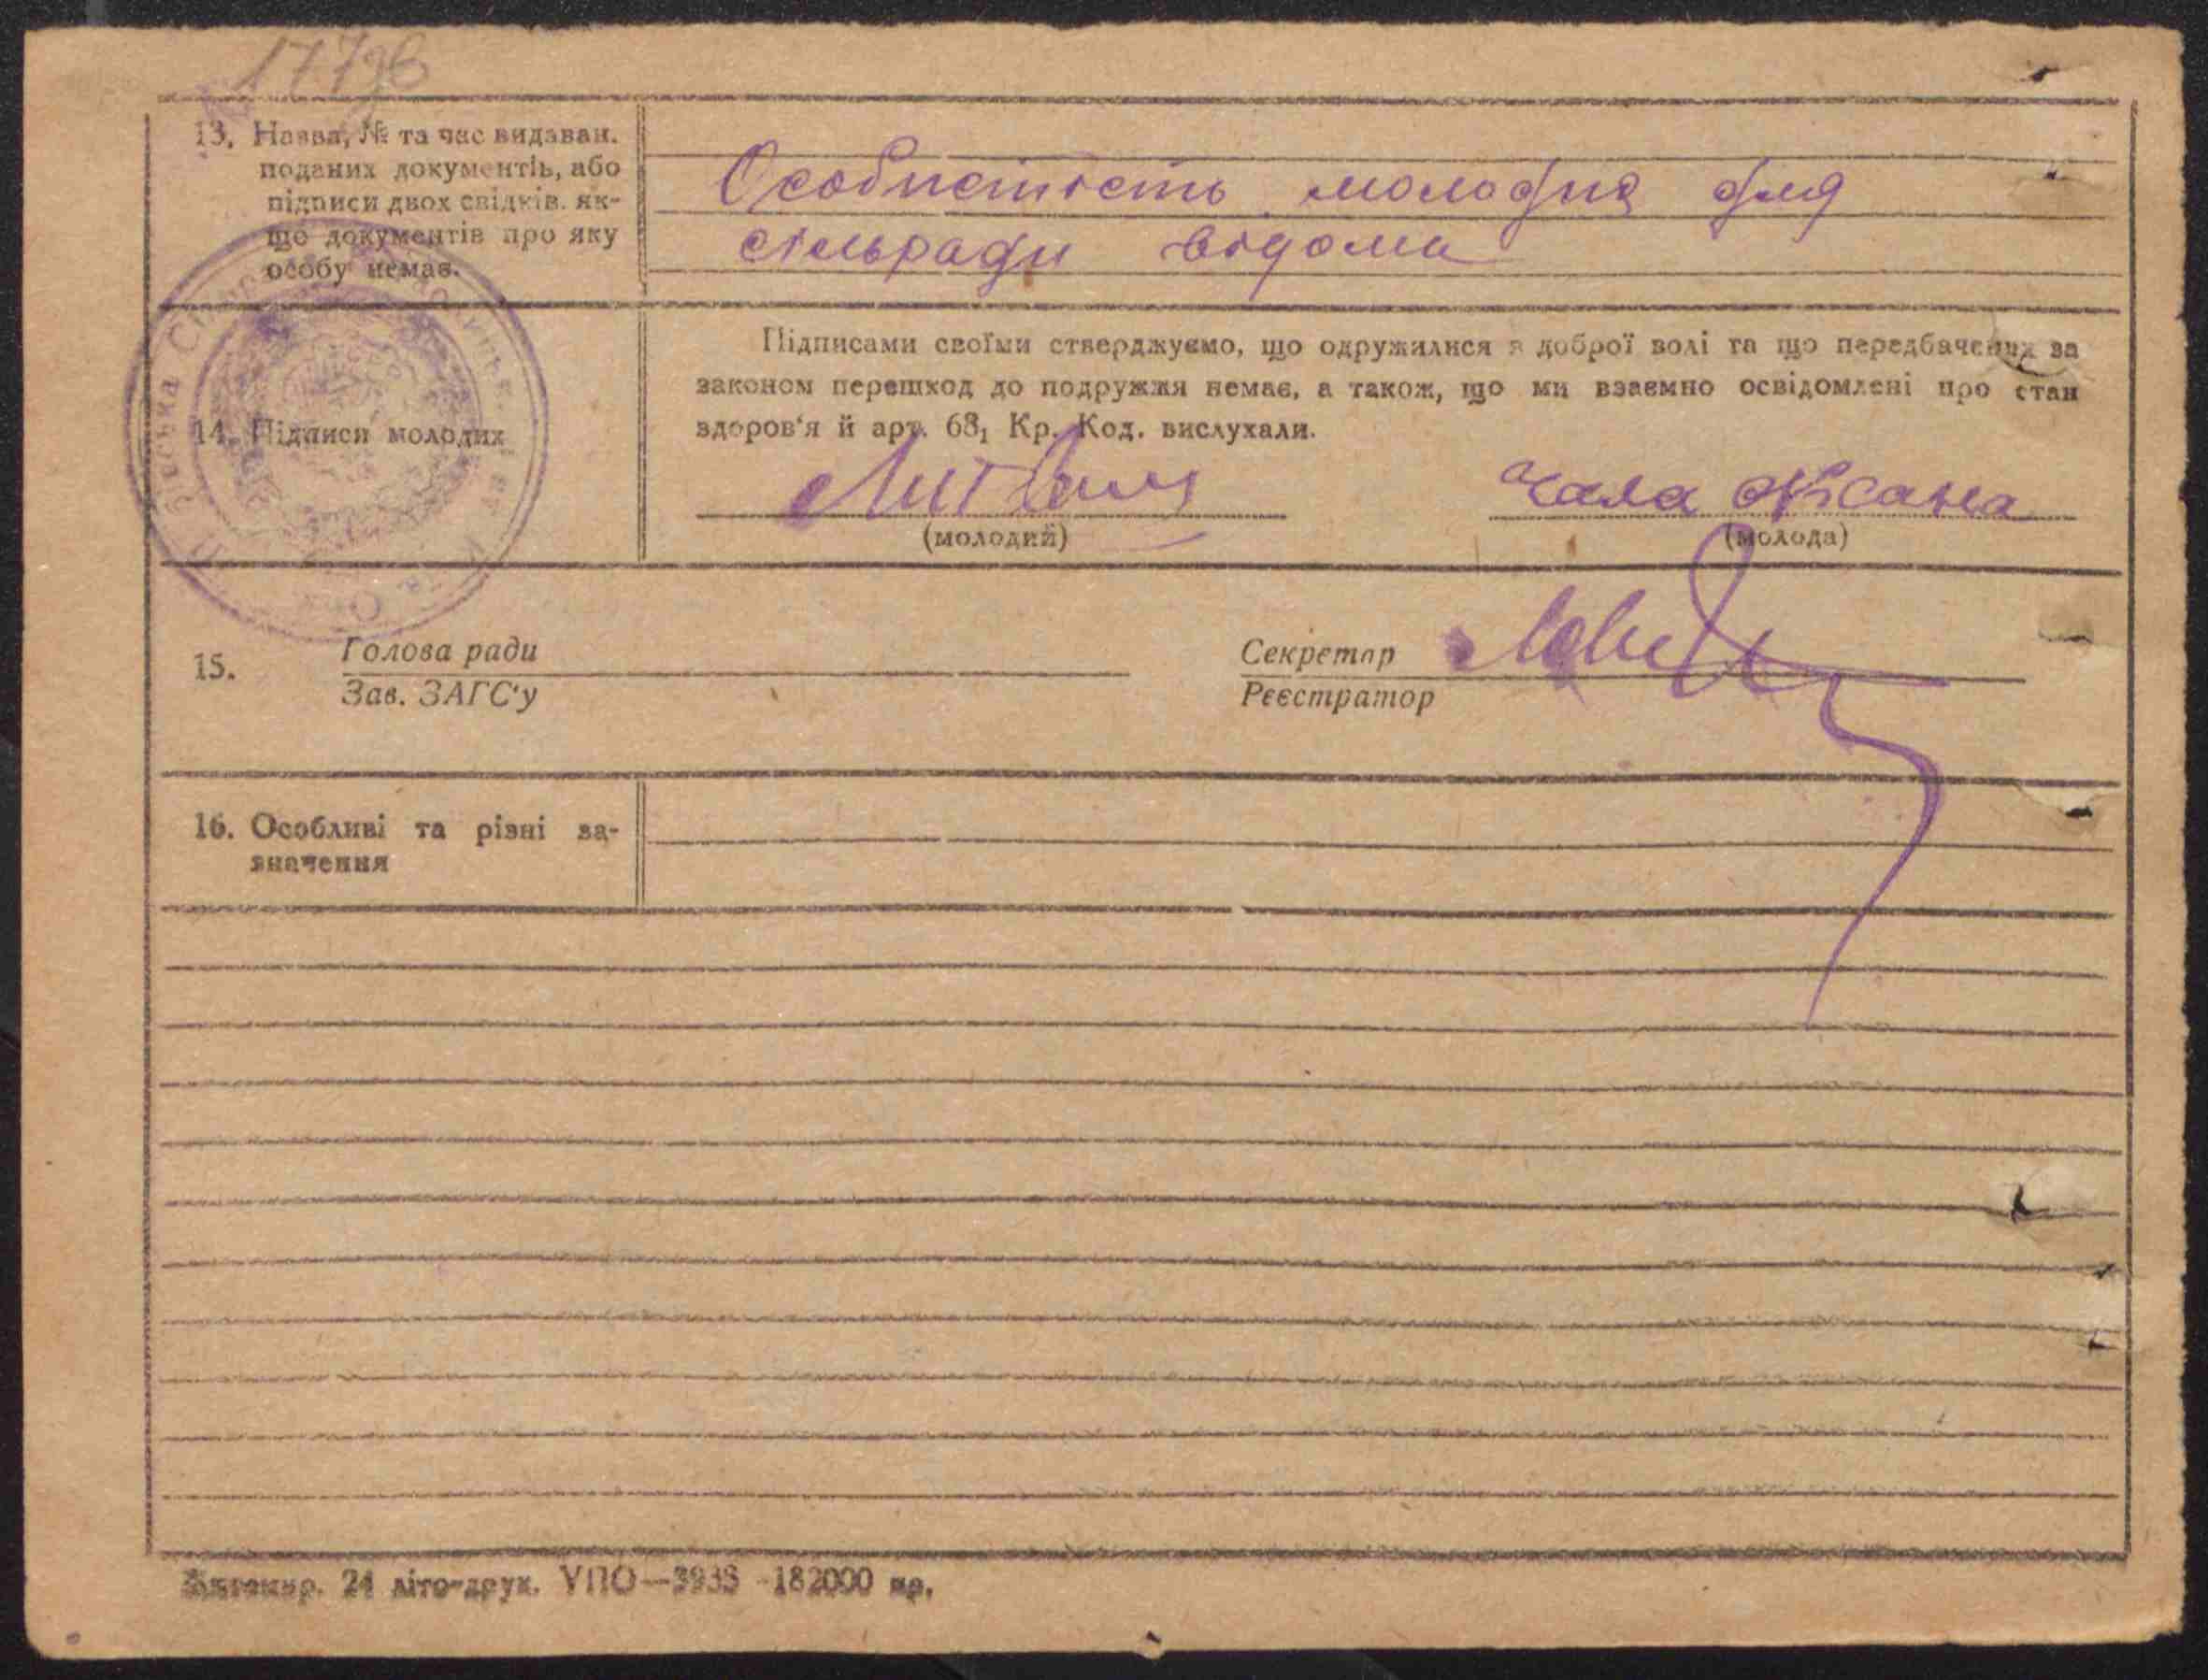 13. Назва, № та час видаван.
поданих документів, або
підписи двох свідків, як-
що документів про яку
особу немає.
Особистість молодих для
сільради відома
14. Підписи молодих
Підписами своїми стверджуємо, що одружилися з доброї волі та що передбачених за
законом перешкод до подружжя немає, а також, що ми взаємно освідомлені про стан
здоров'я й арт. 68₁ Кр. Код. вислухали.
Литвин
Чала Оксана
(молодий)
(молода)
15.
Голова ради
Зав. ЗАГС'у
Секретар
Реєстратор
16. Особливі та різні за-
значення
Житомир. 24 літо-друк. УПО—3938 -182000 пр.